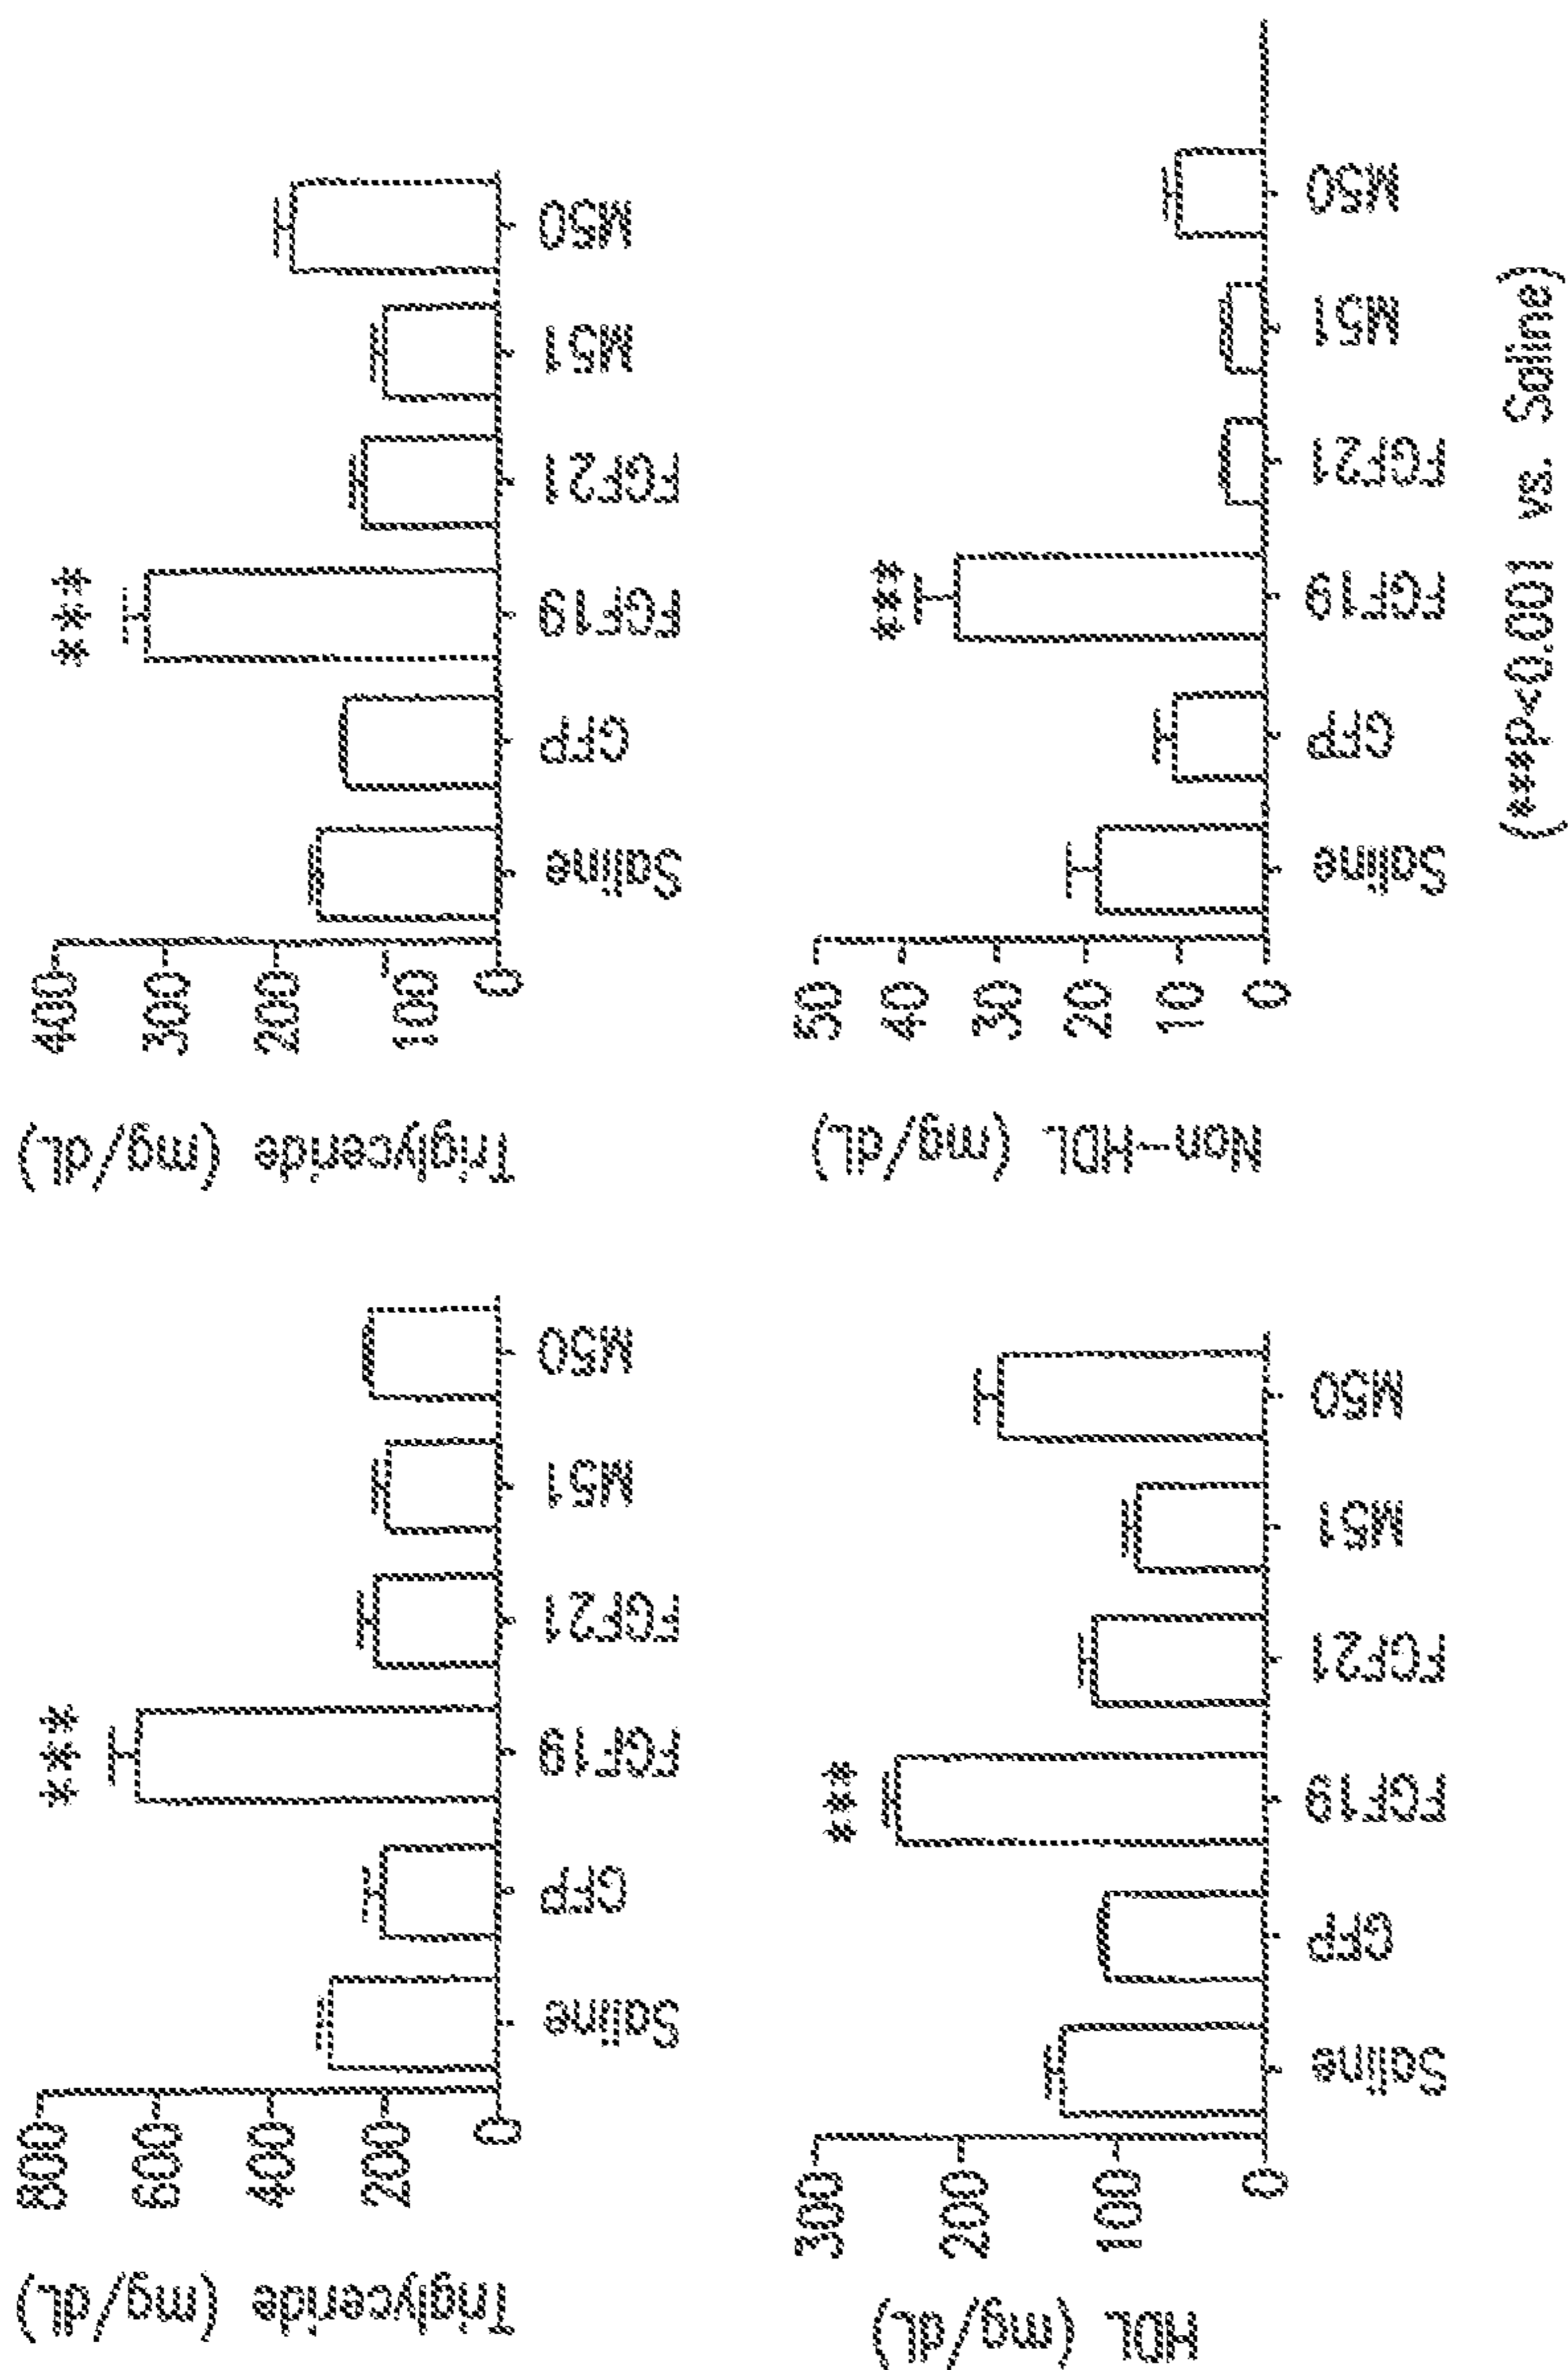 Triglyceride (mg/dL)
800
600
400
200
0
***
Saline GFP FGF19 FGF21 M51 M50
Triglyceride (mg/dL)
400
300
200
100
0
***
Saline GFP FGF19 FGF21 M51 M50
HDL (mg/dL)
300
200
100
0
***
Saline GFP FGF19 FGF21 M51 M50
Non-HDL (mg/dL)
50
40
30
20
10
0
***
Saline GFP FGF19 FGF21 M51 M50
(***p<0.001 vs. Saline)